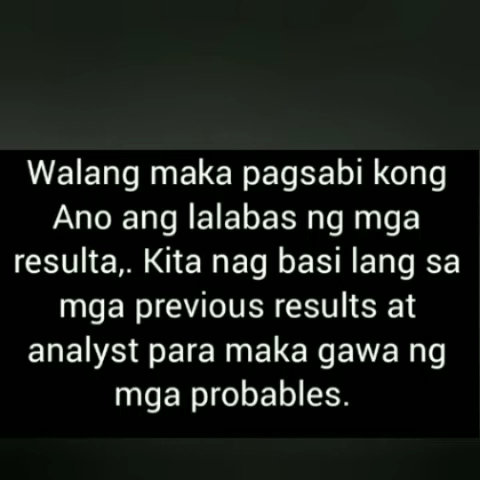 Walang maka pagsabi kong
Ano ang lalabas ng mga
resulta,. Kita nag basi lang sa
mga previous results at
analyst para maka gawa ng
mga probables.